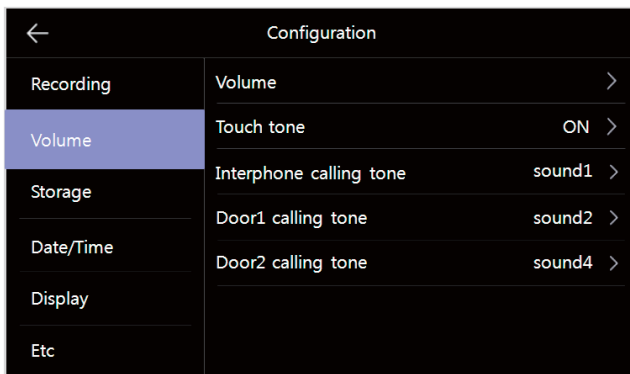 Configuration
Recording
Volume
Storage
Date/Time
Display
Etc
Volume
Touch tone ON
Interphone calling tone sound1
Door1 calling tone sound2
Door2 calling tone sound4